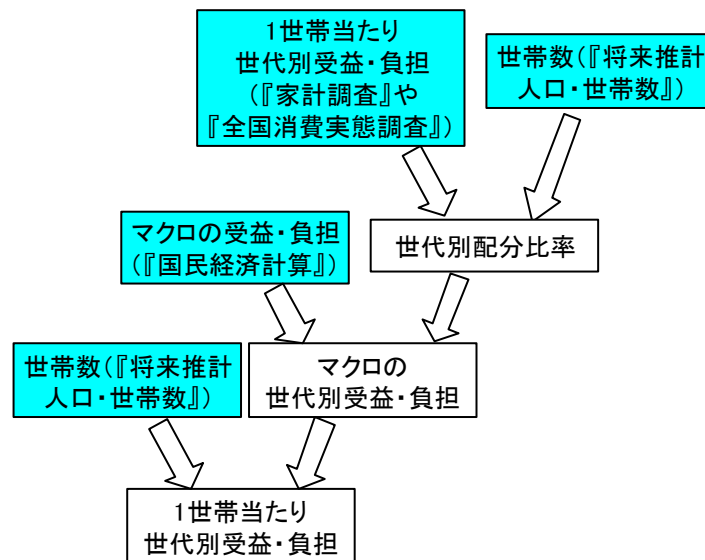 1世帯当たり
世代別受益・負担
(『家計調査』や
『全国消費実態調査』)
世帯数(『将来推計
人口・世帯数』)
マクロの受益・負担
(『国民経済計算』)
世代別配分比率
世帯数(『将来推計
人口・世帯数』)
マクロの
世代別受益・負担
1世帯当たり
世代別受益・負担